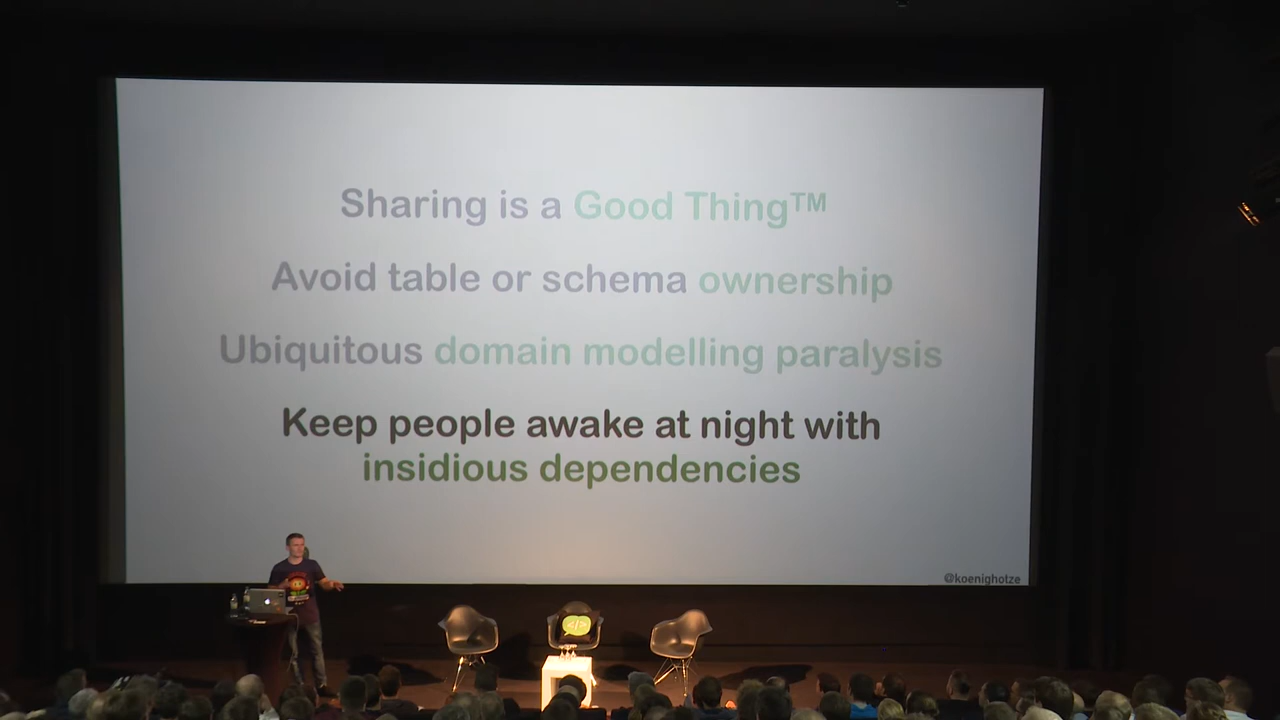 Sharing is a Good Thing™
Avoid table or schema ownership
Ubiquitous domain modelling paralysis
Keep people awake at night with
insidious dependencies
@koenighotze
</>